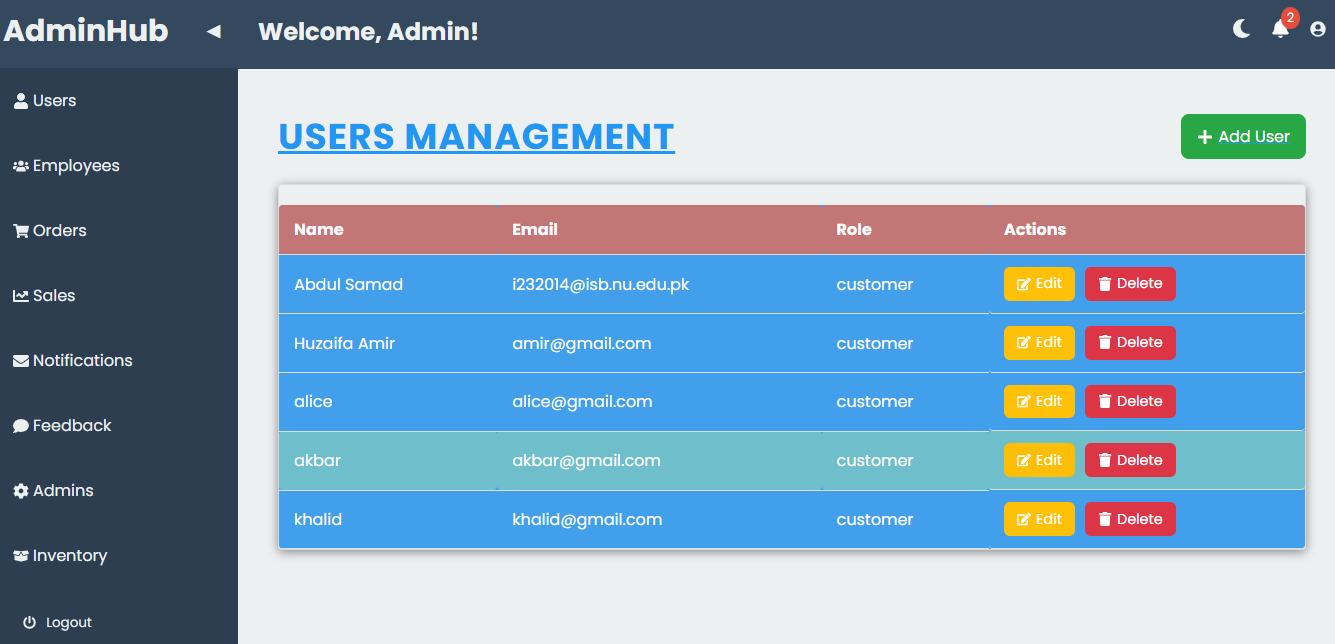 AdminHub ◀ Welcome, Admin! 2
Users
Employees
Orders
Sales
Notifications
Feedback
Admins
Inventory
Logout
USERS MANAGEMENT
+ Add User
Name Email Role Actions
Abdul Samad i232014@isb.nu.edu.pk customer Edit Delete
Huzaifa Amir amir@gmail.com customer Edit Delete
alice alice@gmail.com customer Edit Delete
akbar akbar@gmail.com customer Edit Delete
khalid khalid@gmail.com customer Edit Delete